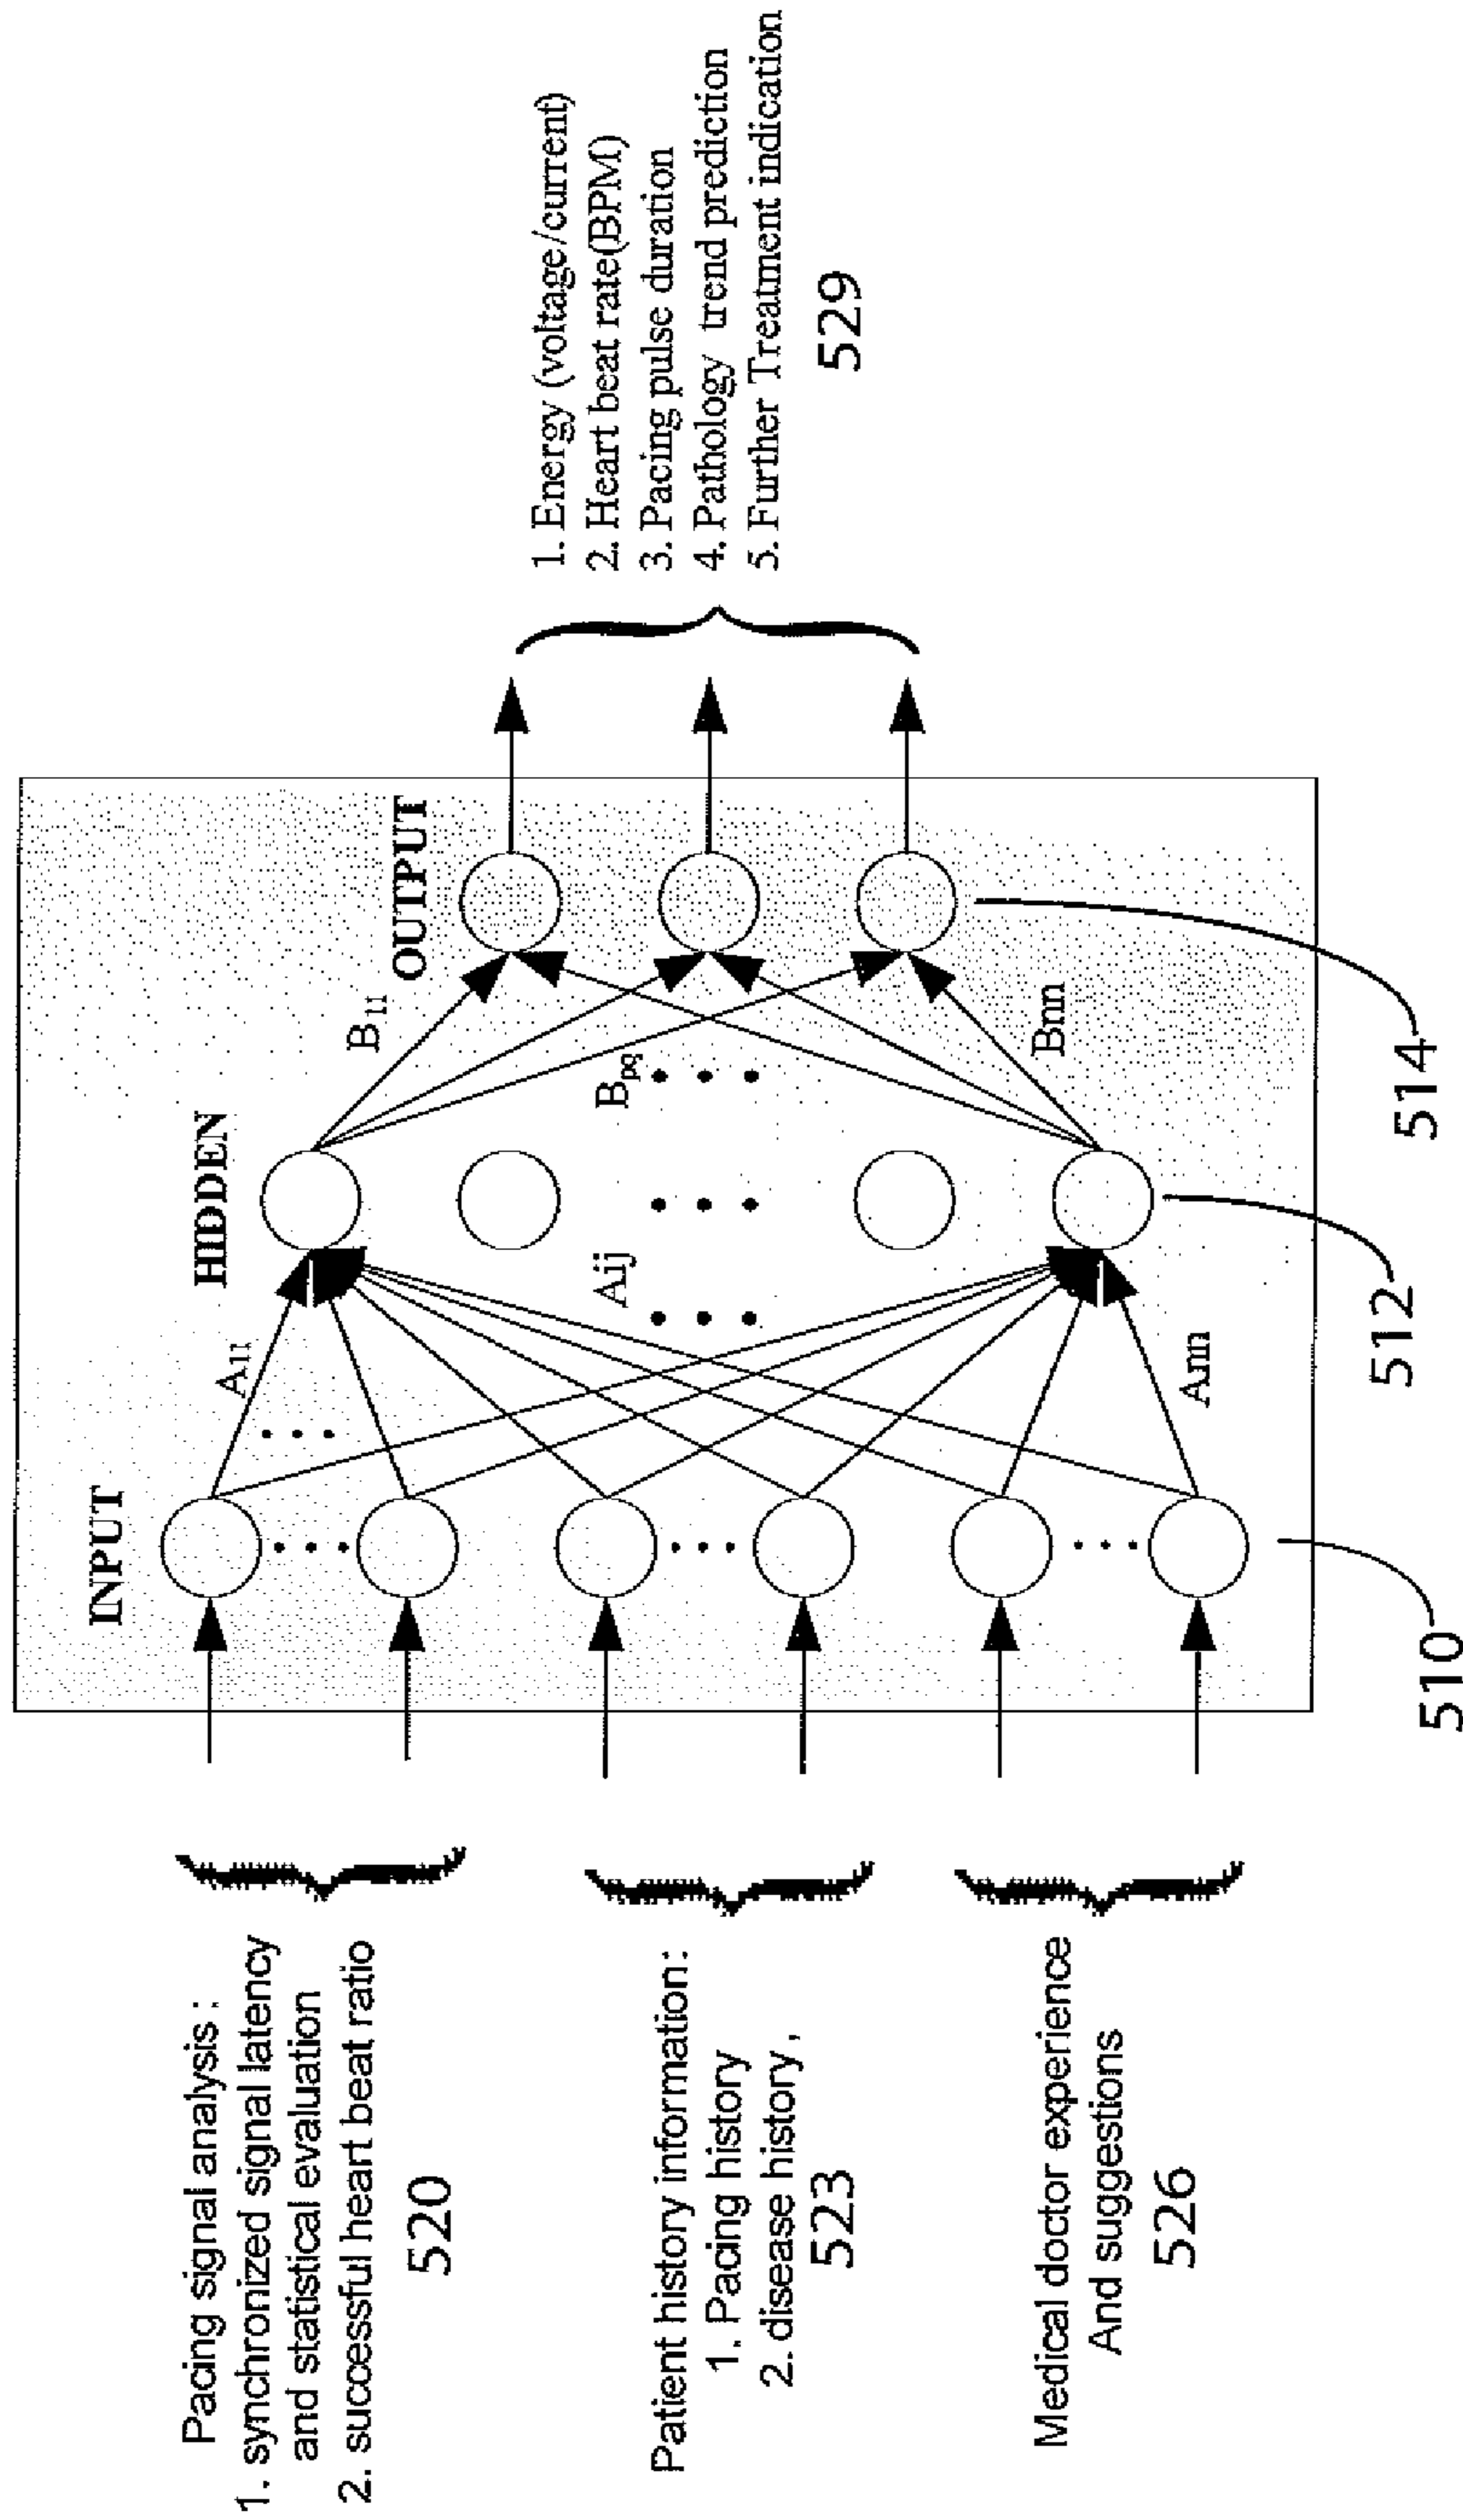 Pacing signal analysis :
1. synchronized signal latency
and statistical evaluation
2. successful heart beat ratio
520
Patient history information:
1. Pacing history
2. disease history,
523
Medical doctor experience
And suggestions
526
INPUT
HIDDEN
OUTPUT
A11
Aij
Am
B11
Bpq
Bnn
510
512
514
1. Energy (voltage/current)
2. Heart beat rate(BPM)
3. Pacing pulse duration
4. Pathology trend prediction
5. Further Treatment indication
529